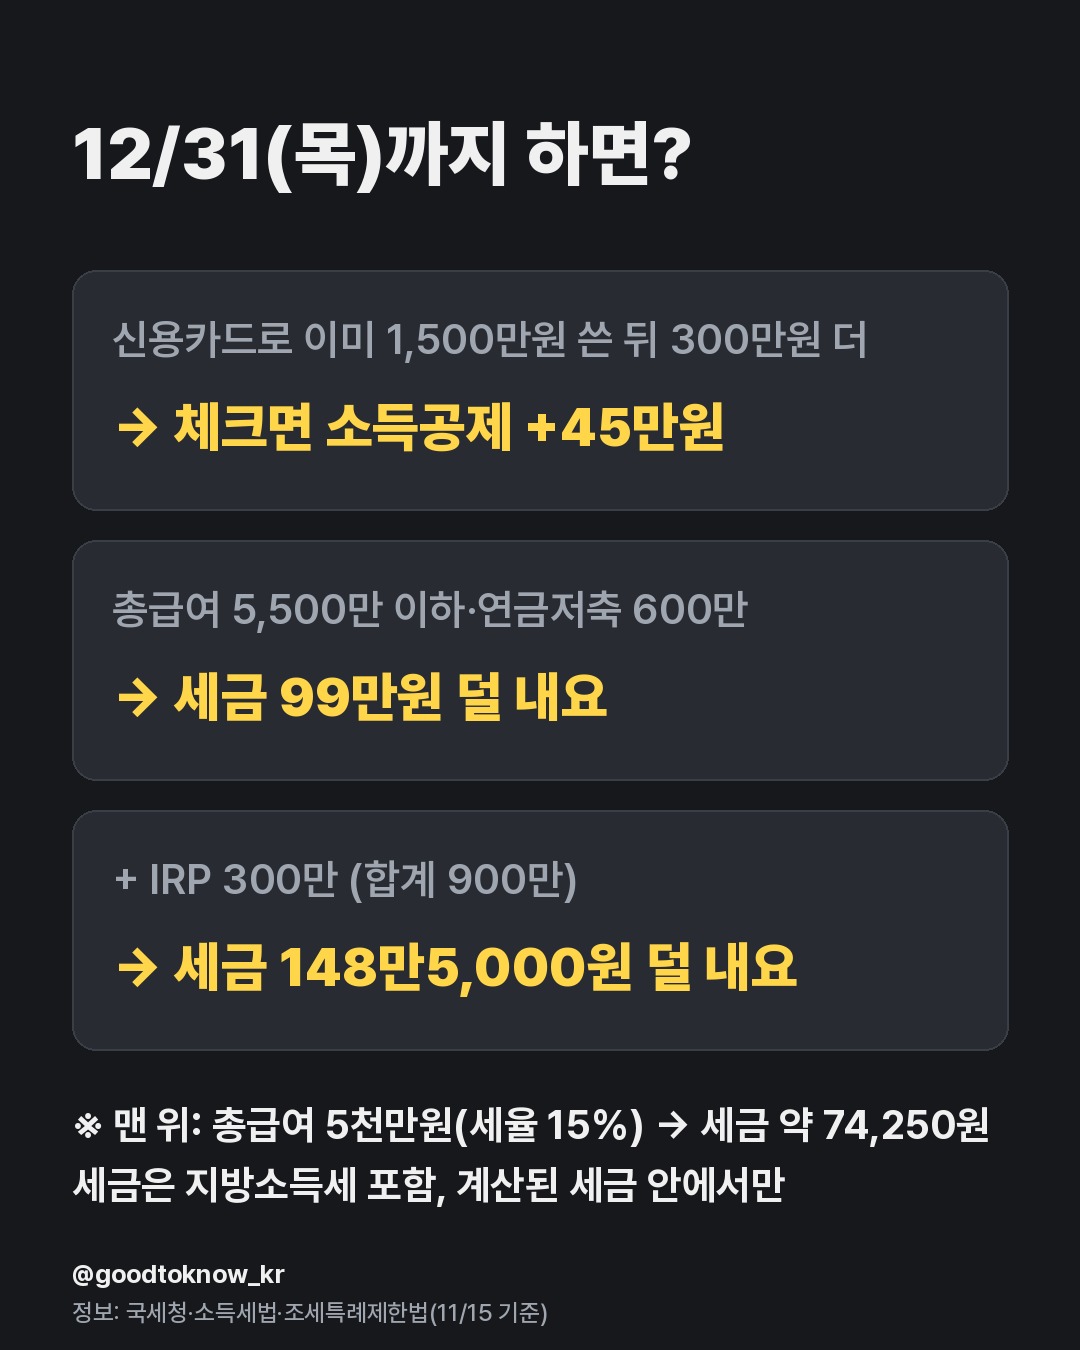 12/31(목)까지 하면?
신용카드로 이미 1,500만원 쓴 뒤 300만원 더
→ 체크면 소득공제 +45만원
총급여 5,500만 이하·연금저축 600만
→ 세금 99만원 덜 내요
+ IRP 300만 (합계 900만)
→ 세금 148만5,000원 덜 내요
※ 맨 위: 총급여 5천만원(세율 15%) → 세금 약 74,250원
세금은 지방소득세 포함, 계산된 세금 안에서만
@goodtoknow_kr
정보: 국세청·소득세법·조세특례제한법(11/15 기준)